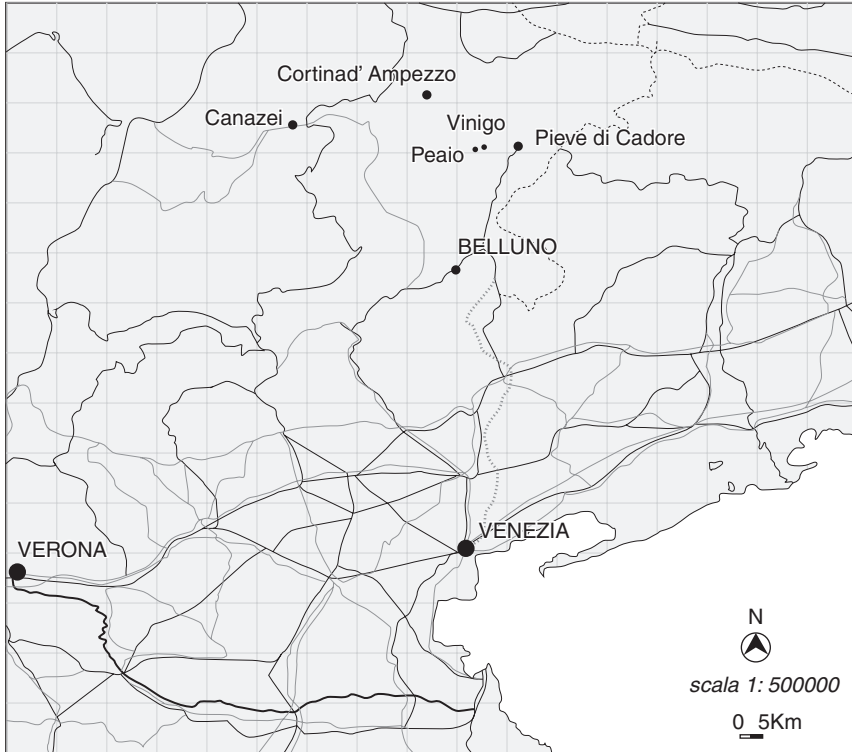 Cortinad' Ampezzo
Canazei
Vinigo
Pieve di Cadore
Peaio
BELLUNO
VENEZIA
VERONA
N
scala 1: 500000
0 5Km